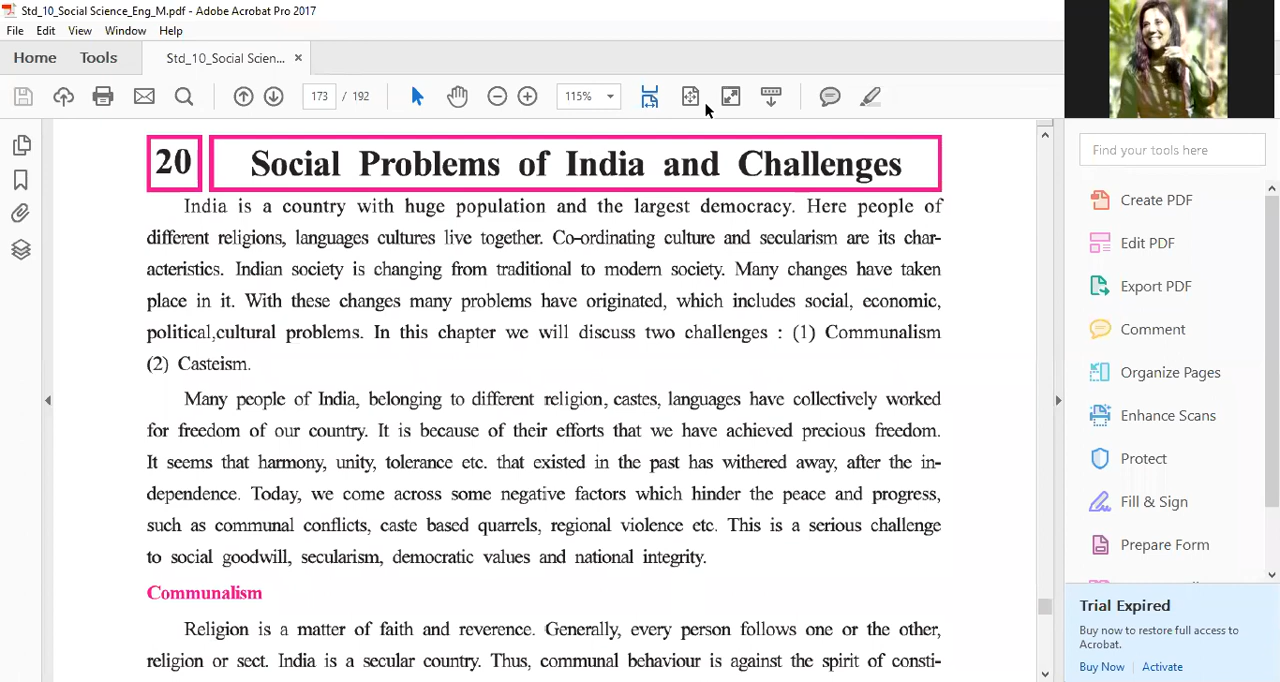 Std_10_Social Science_Eng_M.pdf - Adobe Acrobat Pro 2017
File Edit View Window Help
Home Tools Std_10_Social Scien... ×
173 / 192 115%
Find your tools here
20 Social Problems of India and Challenges
India is a country with huge population and the largest democracy. Here people of
different religions, languages cultures live together. Co-ordinating culture and secularism are its char-
acteristics. Indian society is changing from traditional to modern society. Many changes have taken
place in it. With these changes many problems have originated, which includes social, economic,
political,cultural problems. In this chapter we will discuss two challenges : (1) Communalism
(2) Casteism.
Many people of India, belonging to different religion, castes, languages have collectively worked
for freedom of our country. It is because of their efforts that we have achieved precious freedom.
It seems that harmony, unity, tolerance etc. that existed in the past has withered away, after the in-
dependence. Today, we come across some negative factors which hinder the peace and progress,
such as communal conflicts, caste based quarrels, regional violence etc. This is a serious challenge
to social goodwill, secularism, democratic values and national integrity.
Communalism
Religion is a matter of faith and reverence. Generally, every person follows one or the other,
religion or sect. India is a secular country. Thus, communal behaviour is against the spirit of consti-
Create PDF
Edit PDF
Export PDF
Comment
Organize Pages
Enhance Scans
Protect
Fill & Sign
Prepare Form
Trial Expired
Buy now to restore full access to
Acrobat.
Buy Now Activate